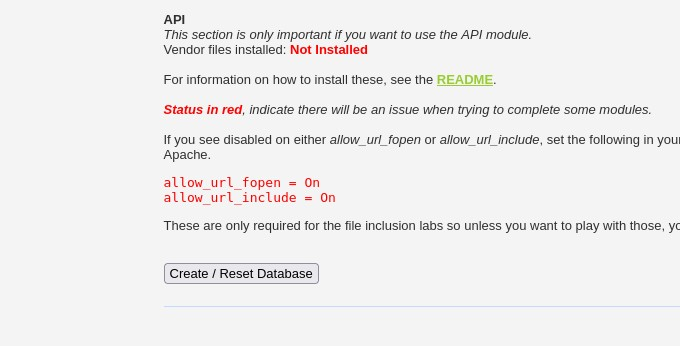 API
This section is only important if you want to use the API module.
Vendor files installed: Not Installed
For information on how to install these, see the README.
Status in red, indicate there will be an issue when trying to complete some modules.
If you see disabled on either allow_url_fopen or allow_url_include, set the following in your
Apache.
allow_url_fopen = On
allow_url_include = On
These are only required for the file inclusion labs so unless you want to play with those,
Create / Reset Database